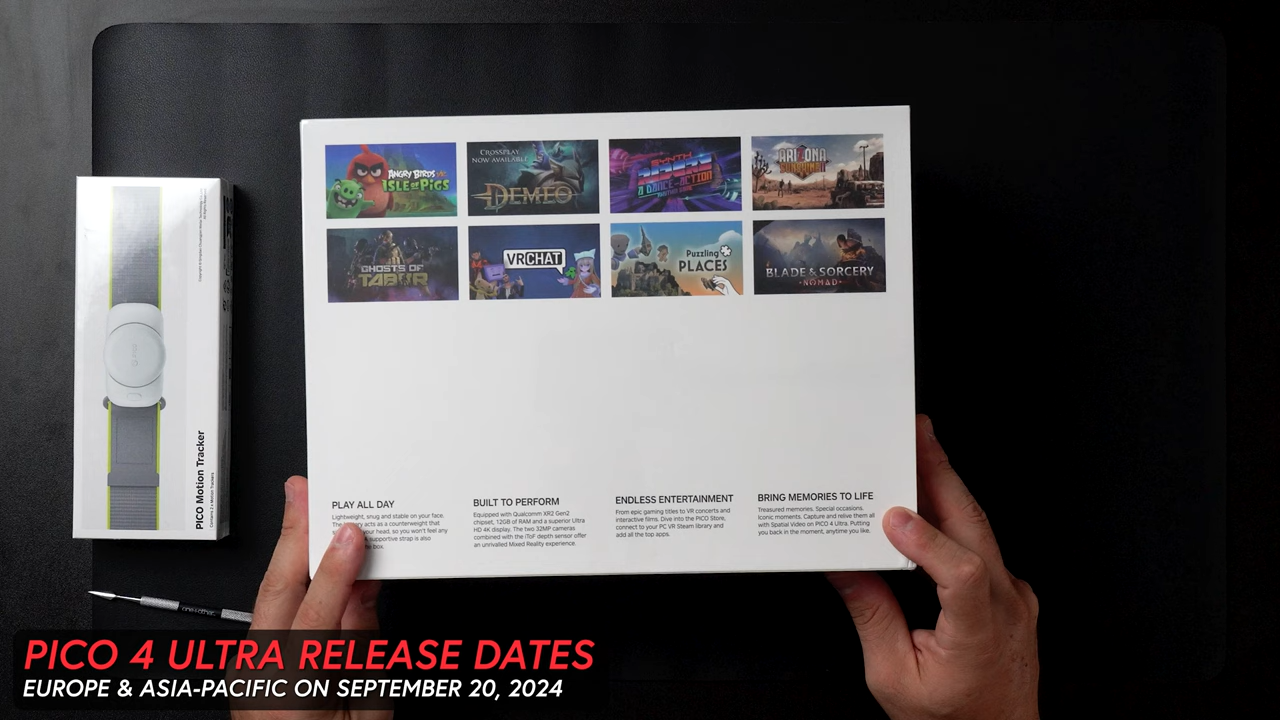 ANGRY BIRDS VR
ISLE OF PIGS
CROSSPLAY
NOW AVAILABLE
DEMEO
SYNTH
RIDERS
A DANCE-ACTION
ARIZONA
SUNSHINE
GHOSTS OF
TABOR
VRCHAT
Puzzling
PLACES
BLADE & SORCERY
NOMAD
PICO Motion Tracker
Contains 2 x Motion Trackers
PLAY ALL DAY
Lightweight, snug and stable on your face.
The battery acts as a counterweight that
your head, so you won't feel any
supportive strap is also
box.
BUILT TO PERFORM
Equipped with Qualcomm XR2 Gen2
chipset, 12GB of RAM and a superior Ultra
HD 4K display. The two 32MP cameras
combined with the iToF depth sensor offer
an unrivalled Mixed Reality experience.
ENDLESS ENTERTAINMENT
From epic gaming titles to VR concerts and
interactive films. Dive into the PICO Store,
connect to your PC VR Steam library and
add all the top apps.
BRING MEMORIES TO LIFE
Treasured memories. Special occasions.
Iconic moments. Capture and relive them all
with Spatial Video on PICO 4 Ultra. Putting
you back in the moment, anytime you like.
one+other.
PICO 4 ULTRA RELEASE DATES
EUROPE & ASIA-PACIFIC ON SEPTEMBER 20, 2024